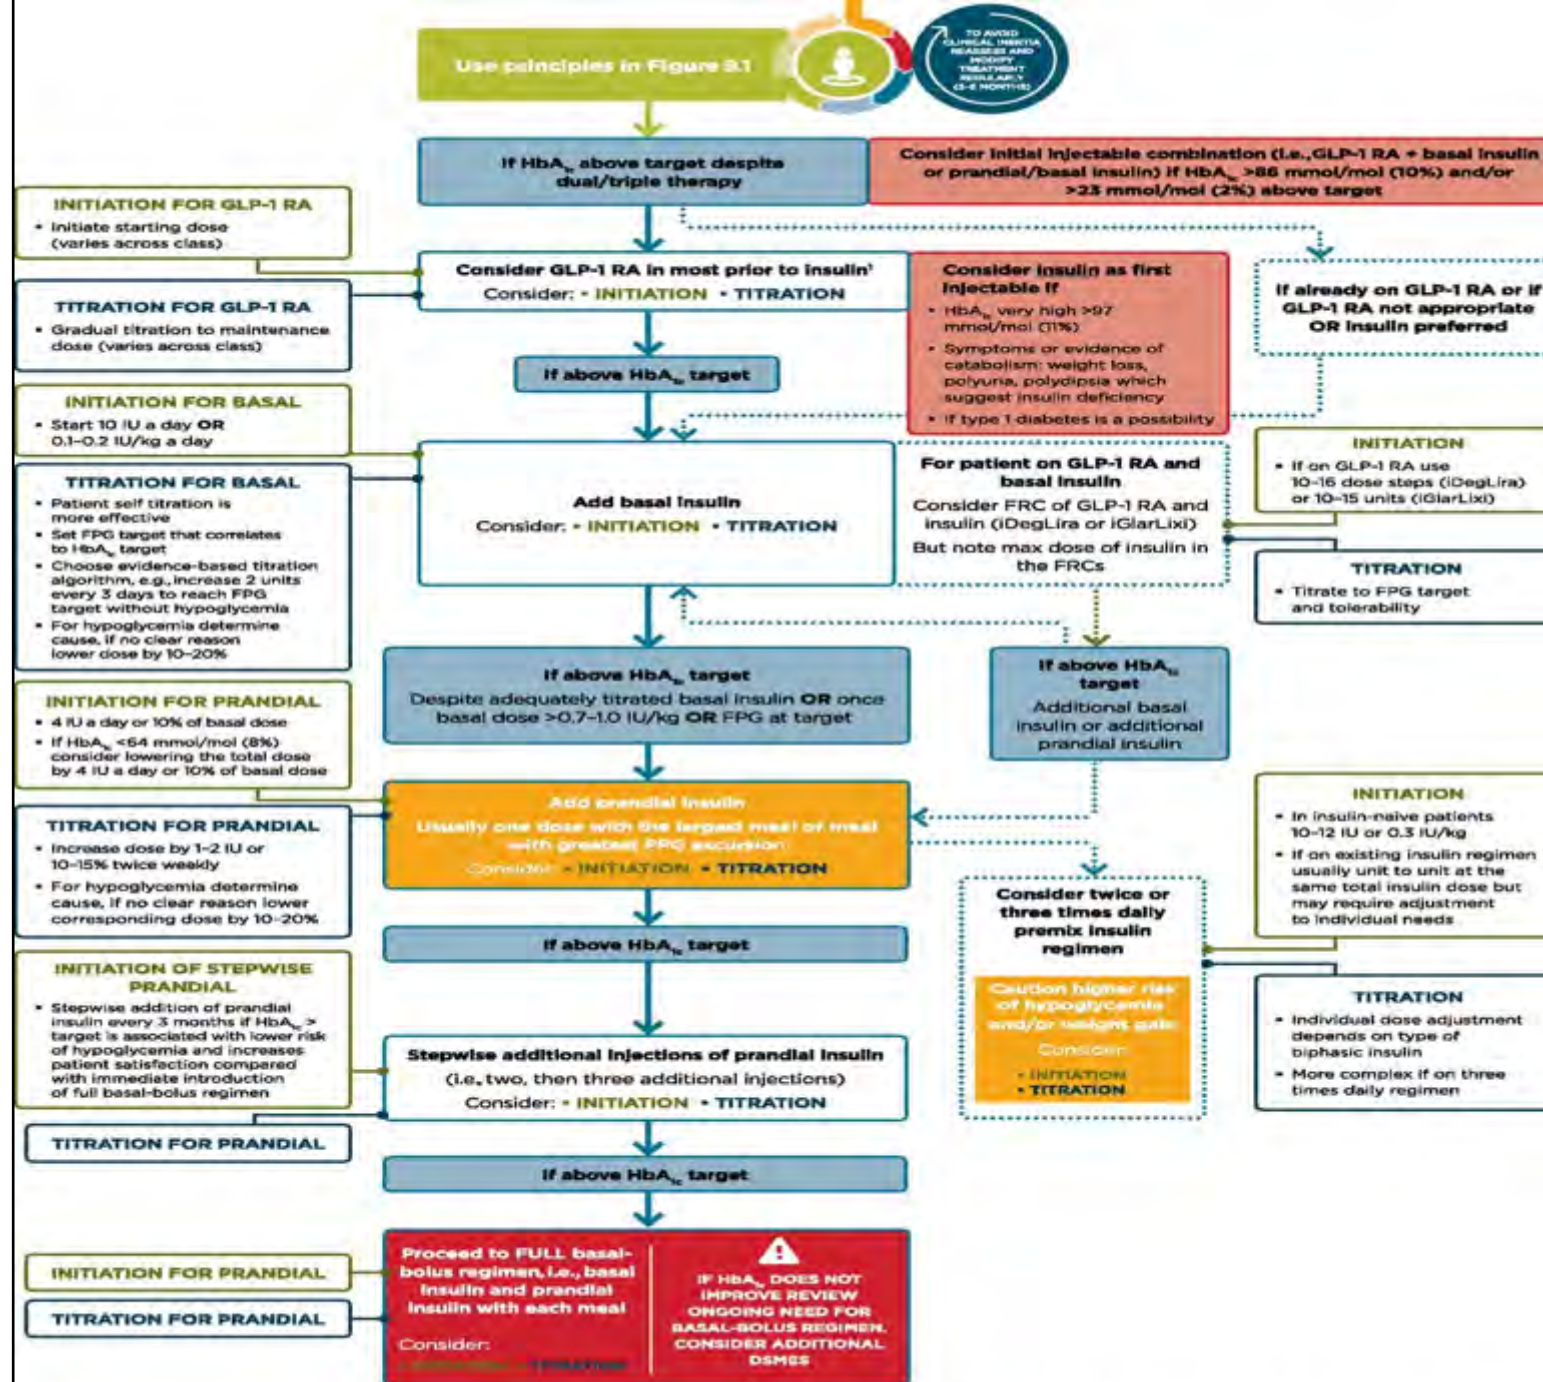 Use principles in Figure 9.1
TO AVOID
CLINICAL INERTIA
REASSESS AND
MODIFY
TREATMENT
REGULARLY
(3-6 MONTHS)
If HbA1c above target despite
dual/triple therapy
Consider initial injectable combination (i.e., GLP-1 RA + basal insulin
or prandial/basal insulin) if HbA1c >86 mmol/mol (10%) and/or
>23 mmol/mol (2%) above target
INITIATION FOR GLP-1 RA
• Initiate starting dose
(varies across class)
TITRATION FOR GLP-1 RA
• Gradual titration to maintenance
dose (varies across class)
Consider GLP-1 RA in most prior to insulin¹
Consider: • INITIATION • TITRATION
Consider insulin as first
injectable if
• HbA1c very high >97
mmol/mol (11%)
• Symptoms or evidence of
catabolism: weight loss,
polyuria, polydipsia which
suggest insulin deficiency
• If type 1 diabetes is a possibility
If already on GLP-1 RA or if
GLP-1 RA not appropriate
OR insulin preferred
If above HbA1c target
INITIATION FOR BASAL
• Start 10 IU a day OR
0.1–0.2 IU/kg a day
TITRATION FOR BASAL
• Patient self titration is
more effective
• Set FPG target that correlates
to HbA1c target
• Choose evidence-based titration
algorithm, e.g., increase 2 units
every 3 days to reach FPG
target without hypoglycemia
• For hypoglycemia determine
cause, if no clear reason
lower dose by 10–20%
Add basal insulin
Consider: • INITIATION • TITRATION
For patient on GLP-1 RA and
basal insulin
Consider FRC of GLP-1 RA and
insulin (iDegLira or iGlarLixi)
But note max dose of insulin in
the FRCs
INITIATION
• If on GLP-1 RA use
10–16 dose steps (iDegLira)
or 10–15 units (iGlarLixi)
TITRATION
• Titrate to FPG target
and tolerability
If above HbA1c target
Despite adequately titrated basal insulin OR once
basal dose >0.7–1.0 IU/kg OR FPG at target
If above HbA1c
target
Additional basal
insulin or additional
prandial insulin
INITIATION FOR PRANDIAL
• 4 IU a day or 10% of basal dose
• If HbA1c <64 mmol/mol (8%)
consider lowering the total dose
by 4 IU a day or 10% of basal dose
TITRATION FOR PRANDIAL
• Increase dose by 1–2 IU or
10–15% twice weekly
• For hypoglycemia determine
cause, if no clear reason lower
corresponding dose by 10–20%
Add prandial insulin
Usually one dose with the largest meal or meal
with greatest PPG excursion
Consider: • INITIATION • TITRATION
Consider twice or
three times daily
premix insulin
regimen
Caution higher risk
of hypoglycemia
and/or weight gain
Consider:
• INITIATION
• TITRATION
INITIATION
• In insulin-naive patients
10–12 IU or 0.3 IU/kg
• If on existing insulin regimen
usually unit to unit at the
same total insulin dose but
may require adjustment
to individual needs
TITRATION
• Individual dose adjustment
depends on type of
biphasic insulin
• More complex if on three
times daily regimen
If above HbA1c target
INITIATION OF STEPWISE
PRANDIAL
• Stepwise addition of prandial
insulin every 3 months if HbA1c >
target is associated with lower risk
of hypoglycemia and increases
patient satisfaction compared
with immediate introduction
of full basal-bolus regimen
TITRATION FOR PRANDIAL
Stepwise additional injections of prandial insulin
(i.e., two, then three additional injections)
Consider: • INITIATION • TITRATION
If above HbA1c target
INITIATION FOR PRANDIAL
TITRATION FOR PRANDIAL
Proceed to FULL basal-
bolus regimen, i.e., basal
insulin and prandial
insulin with each meal
Consider:
IF HbA1c DOES NOT
IMPROVE REVIEW
ONGOING NEED FOR
BASAL-BOLUS REGIMEN.
CONSIDER ADDITIONAL
DSMES